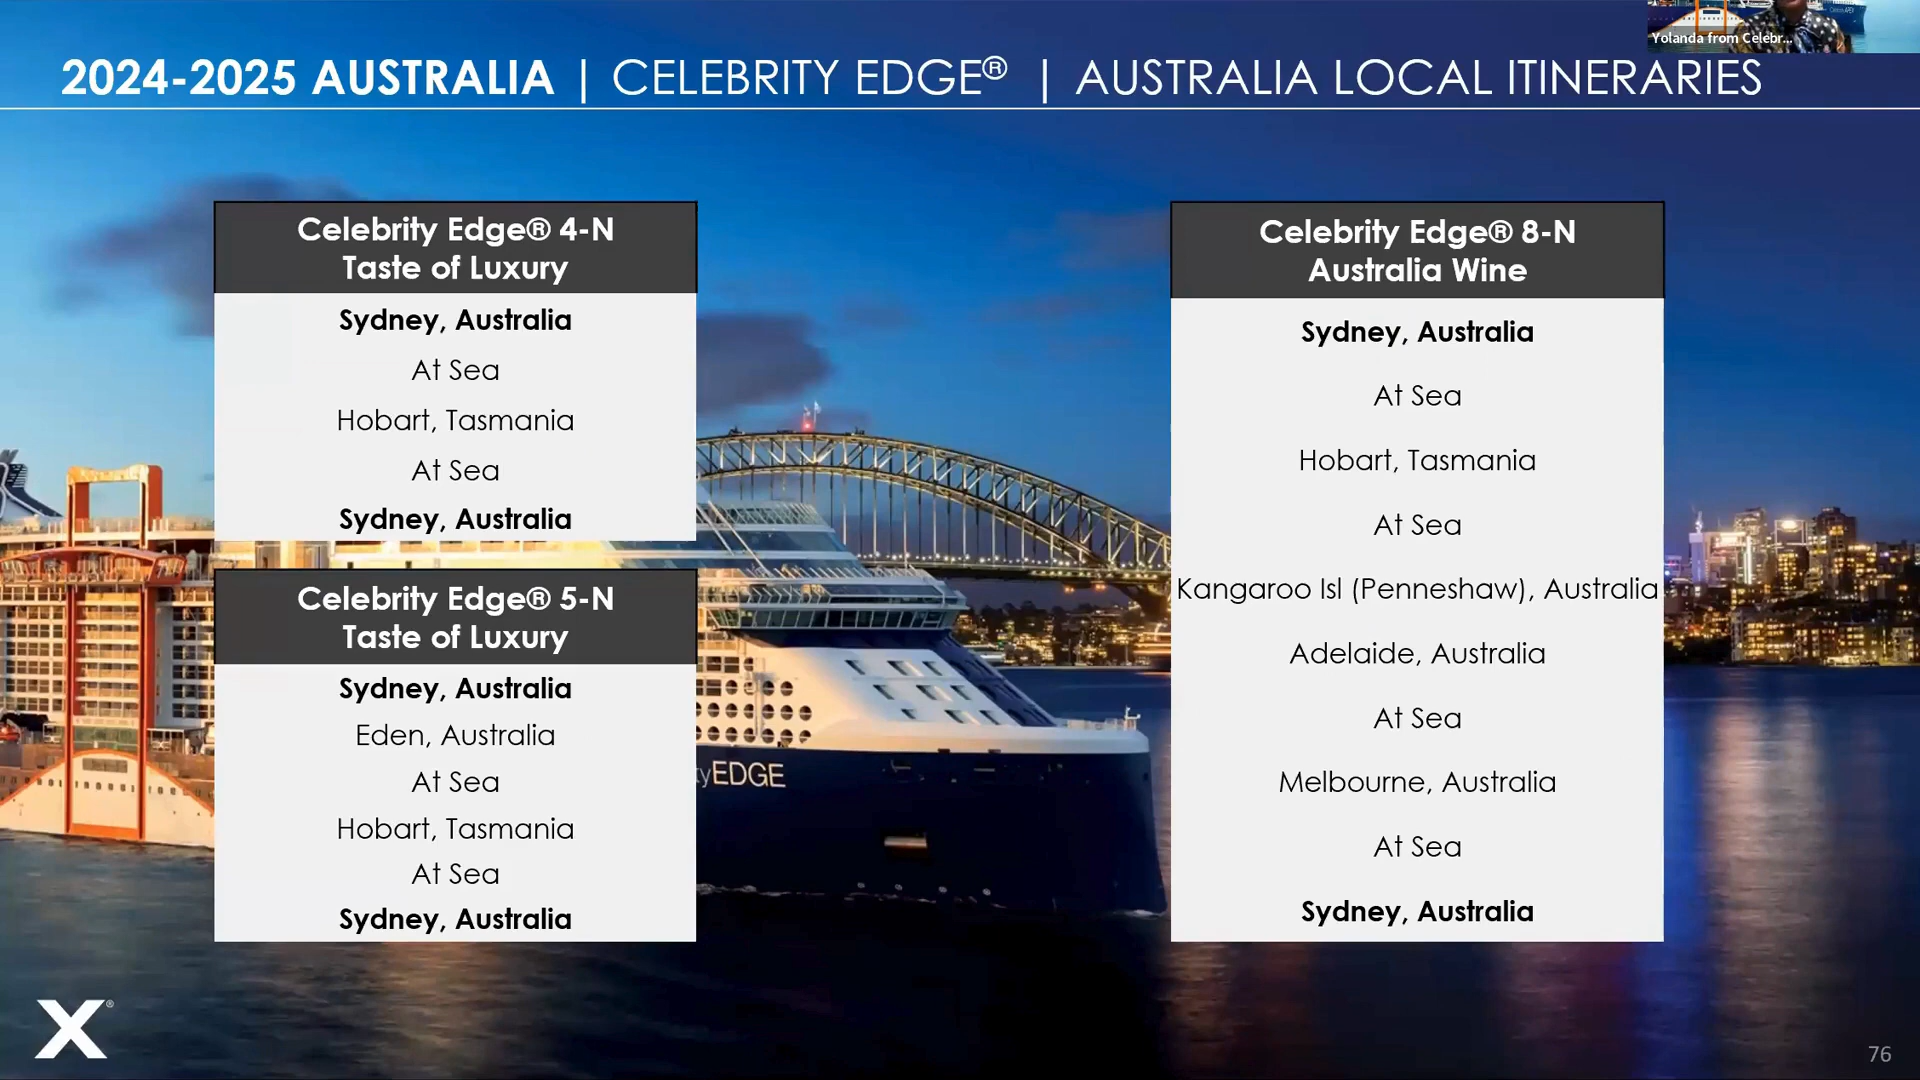 Yolanda from Celebr...
2024-2025 AUSTRALIA | CELEBRITY EDGE® | AUSTRALIA LOCAL ITINERARIES
Celebrity Edge® 4-N
Taste of Luxury
Sydney, Australia
At Sea
Hobart, Tasmania
At Sea
Sydney, Australia
Celebrity Edge® 5-N
Taste of Luxury
Sydney, Australia
Eden, Australia
At Sea
Hobart, Tasmania
At Sea
Sydney, Australia
Celebrity Edge® 8-N
Australia Wine
Sydney, Australia
At Sea
Hobart, Tasmania
At Sea
Kangaroo Isl (Penneshaw), Australia
Adelaide, Australia
At Sea
Melbourne, Australia
At Sea
Sydney, Australia
tyEDGE
X®
76